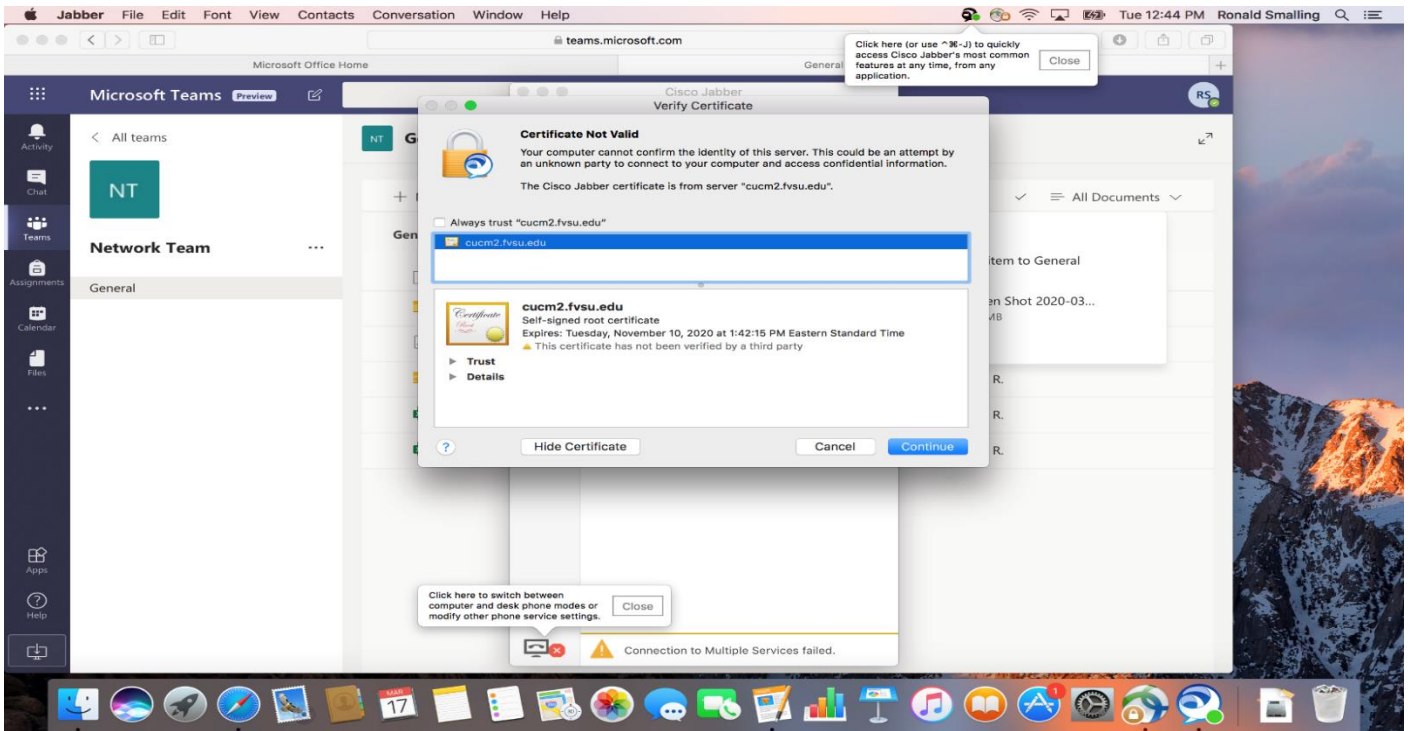 Jabber File Edit Font View Contacts Conversation Window Help
Tue 12:44 PM Ronald Smalling
teams.microsoft.com
Click here (or use ^⌘-J) to quickly
access Cisco Jabber's most common
features at any time, from any
application.
Close
Microsoft Office Home
General
Microsoft Teams Preview
RS
Cisco Jabber
Verify Certificate
Activity
Chat
Teams
Assignments
Calendar
Files
Apps
Help
< All teams
NT
Network Team ...
General
NT G
+
All Documents
Gen
item to General
en Shot 2020-03...
MB
R.
R.
R.
Certificate Not Valid
Your computer cannot confirm the identity of this server. This could be an attempt by
an unknown party to connect to your computer and access confidential information.
The Cisco Jabber certificate is from server "cucm2.fvsu.edu".
Always trust "cucm2.fvsu.edu"
cucm2.fvsu.edu
Certificate
Root
cucm2.fvsu.edu
Self-signed root certificate
Expires: Tuesday, November 10, 2020 at 1:42:15 PM Eastern Standard Time
This certificate has not been verified by a third party
Trust
Details
? Hide Certificate Cancel Continue
Click here to switch between
computer and desk phone modes or
modify other phone service settings.
Close
Connection to Multiple Services failed.
MAR
17
1